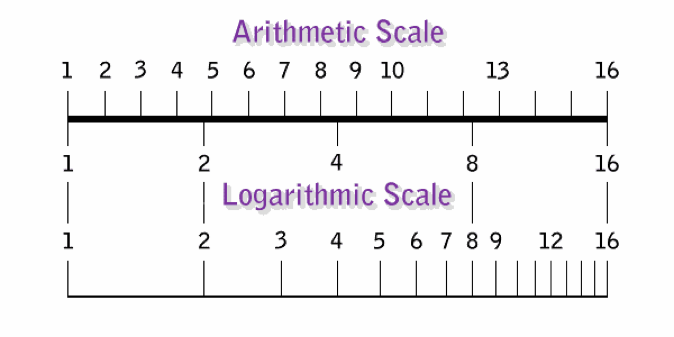 Arithmetic Scale
1 2 3 4 5 6 7 8 9 10 13 16
1 2 4 8 16
Logarithmic Scale
1 2 3 4 5 6 7 8 9 12 16